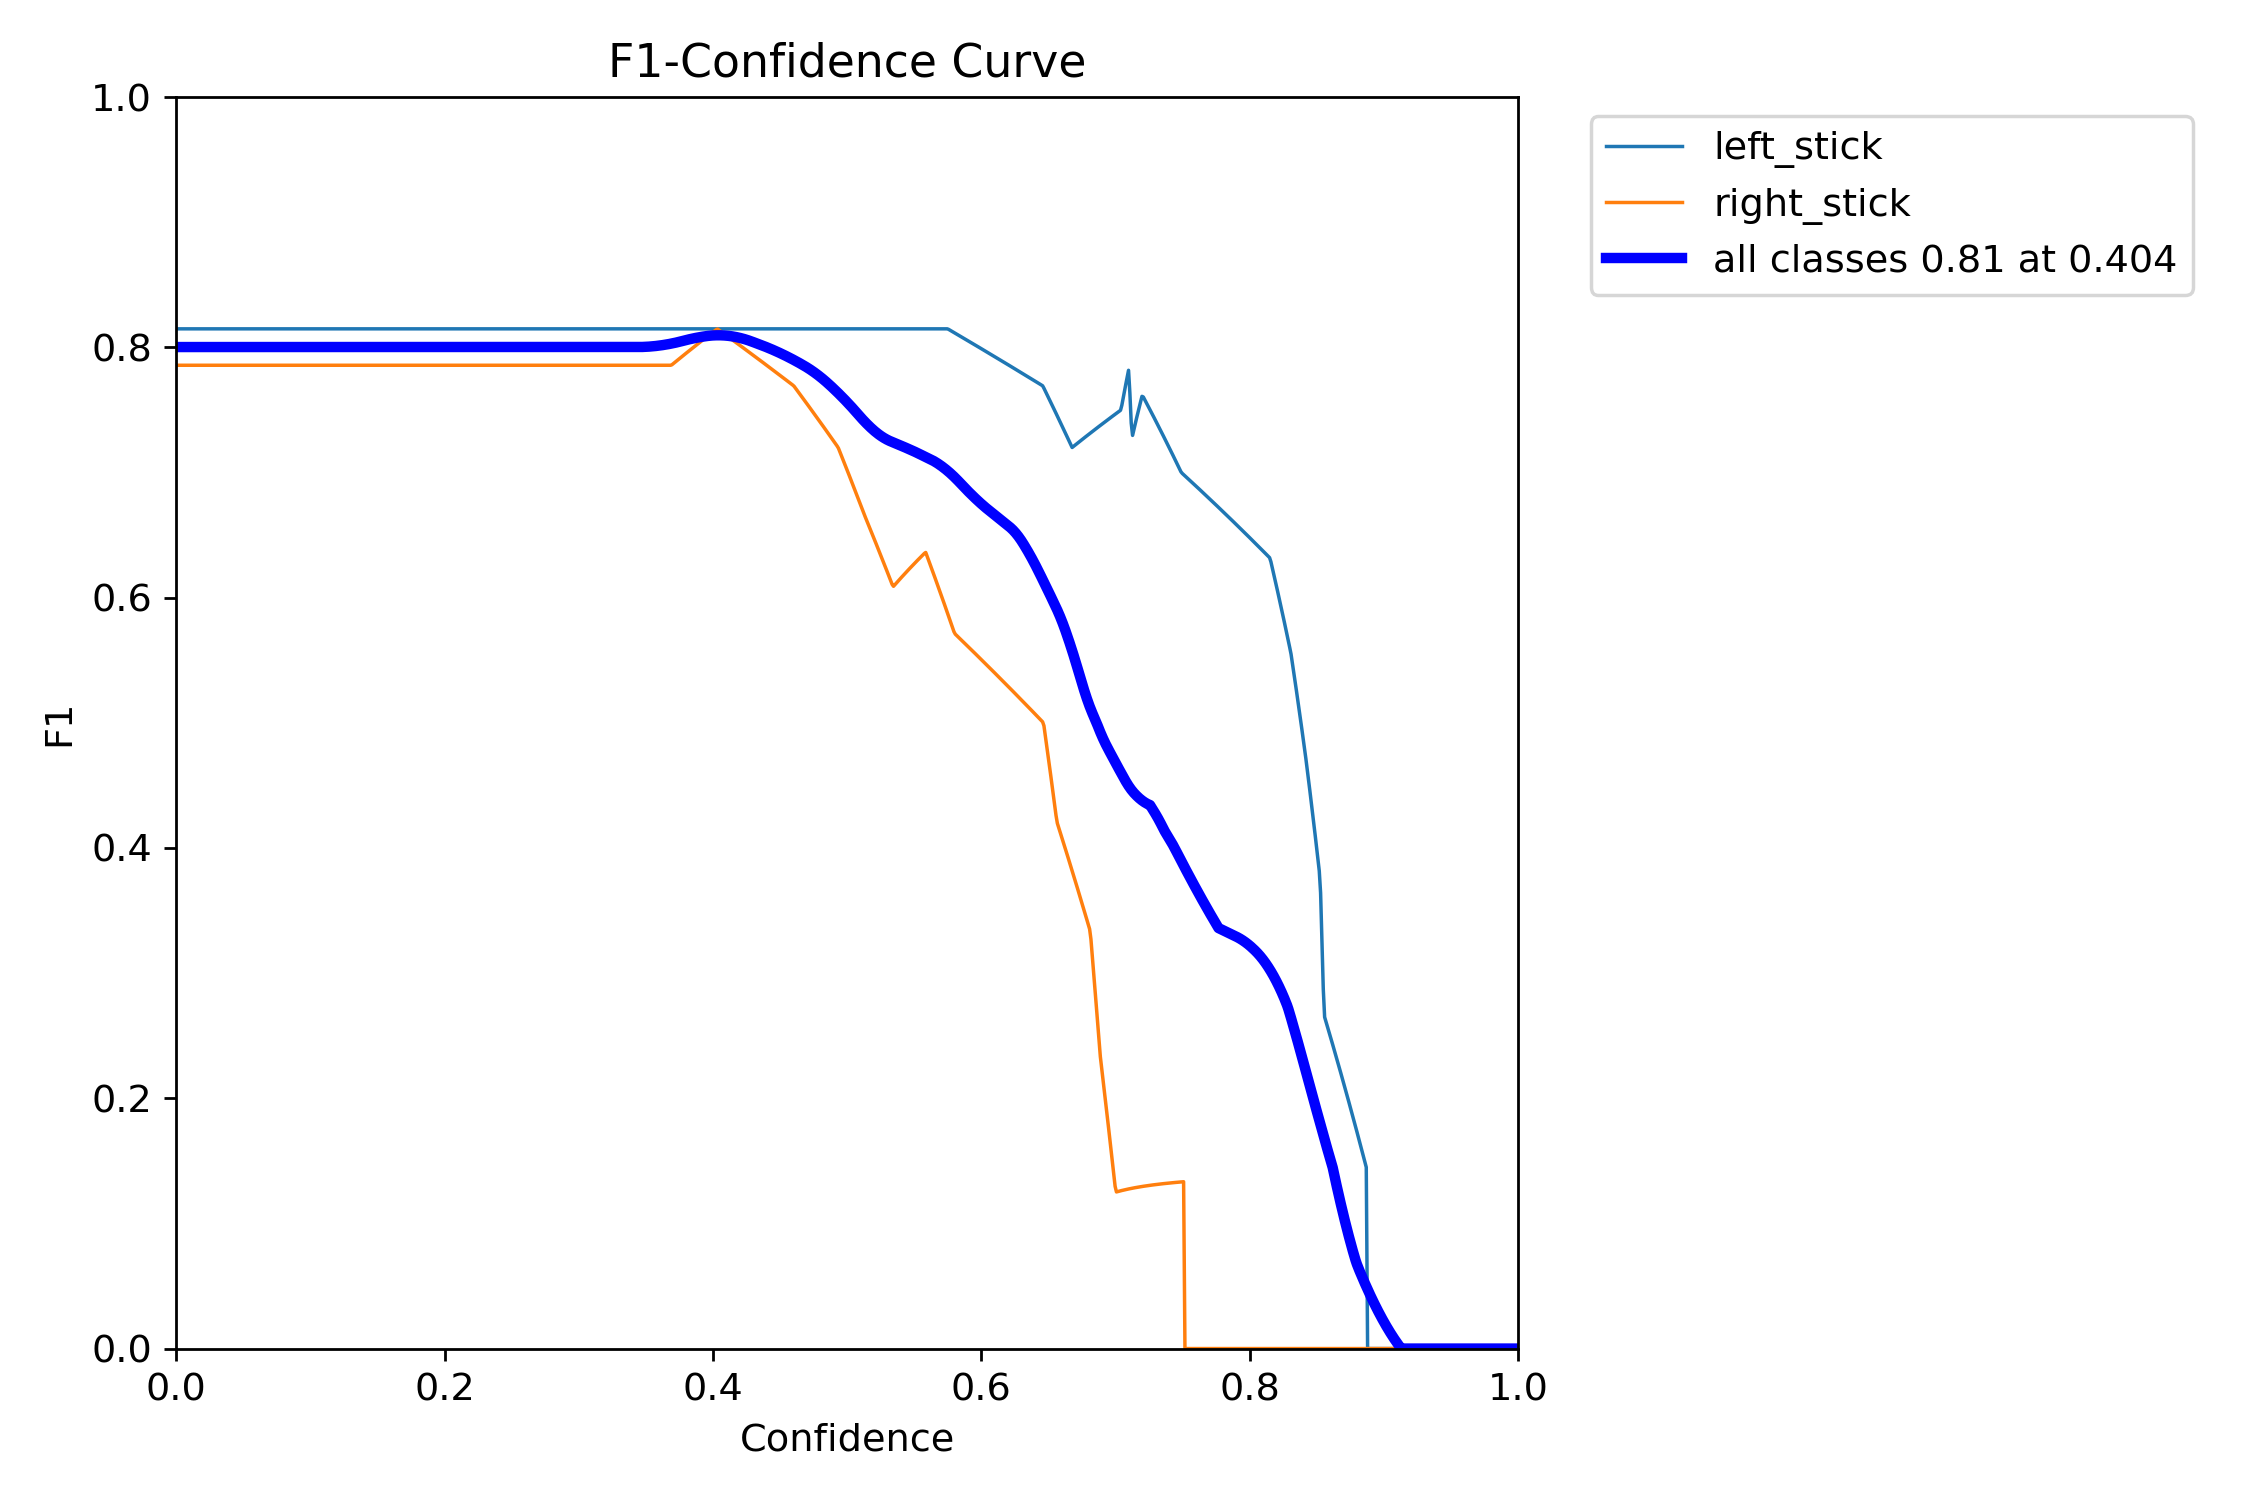 F1-Confidence Curve
1.0
0.8
0.6
0.4
0.2
0.0
F1
0.0 0.2 0.4 0.6 0.8 1.0
Confidence
left_stick
right_stick
all classes 0.81 at 0.404